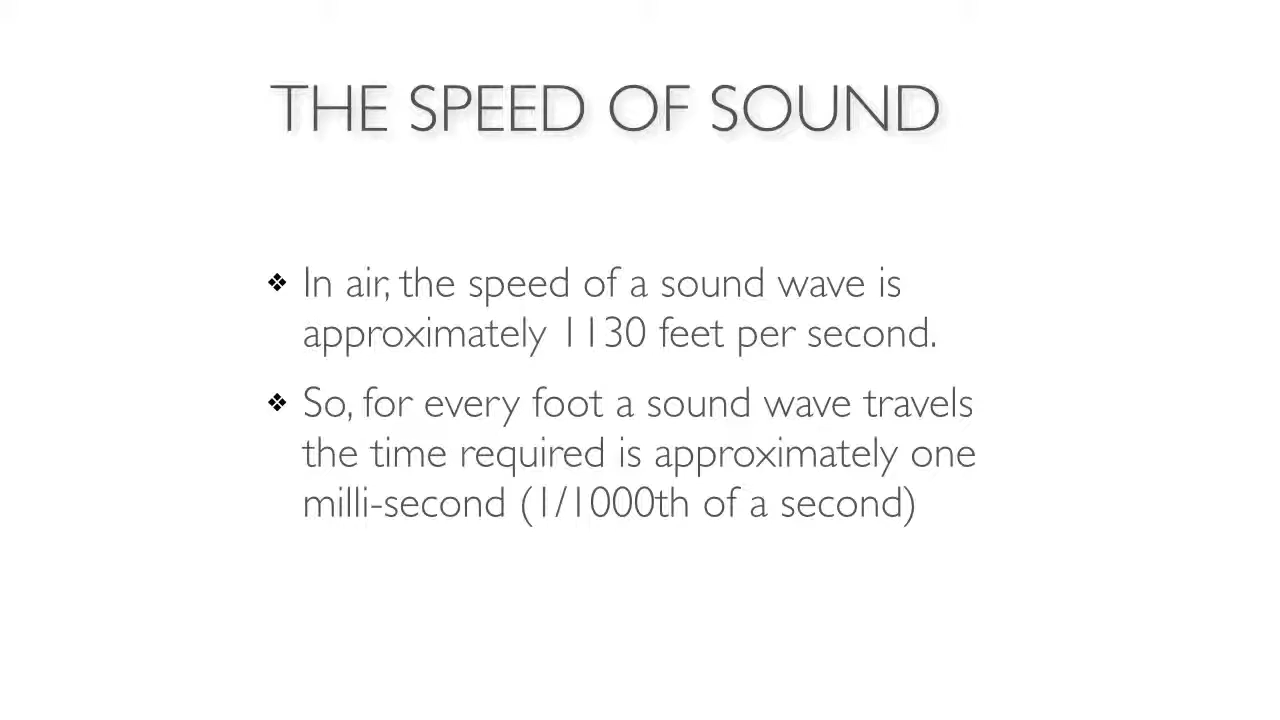 THE SPEED OF SOUND
❖ In air, the speed of a sound wave is
approximately 1130 feet per second.
❖ So, for every foot a sound wave travels
the time required is approximately one
milli-second (1/1000th of a second)